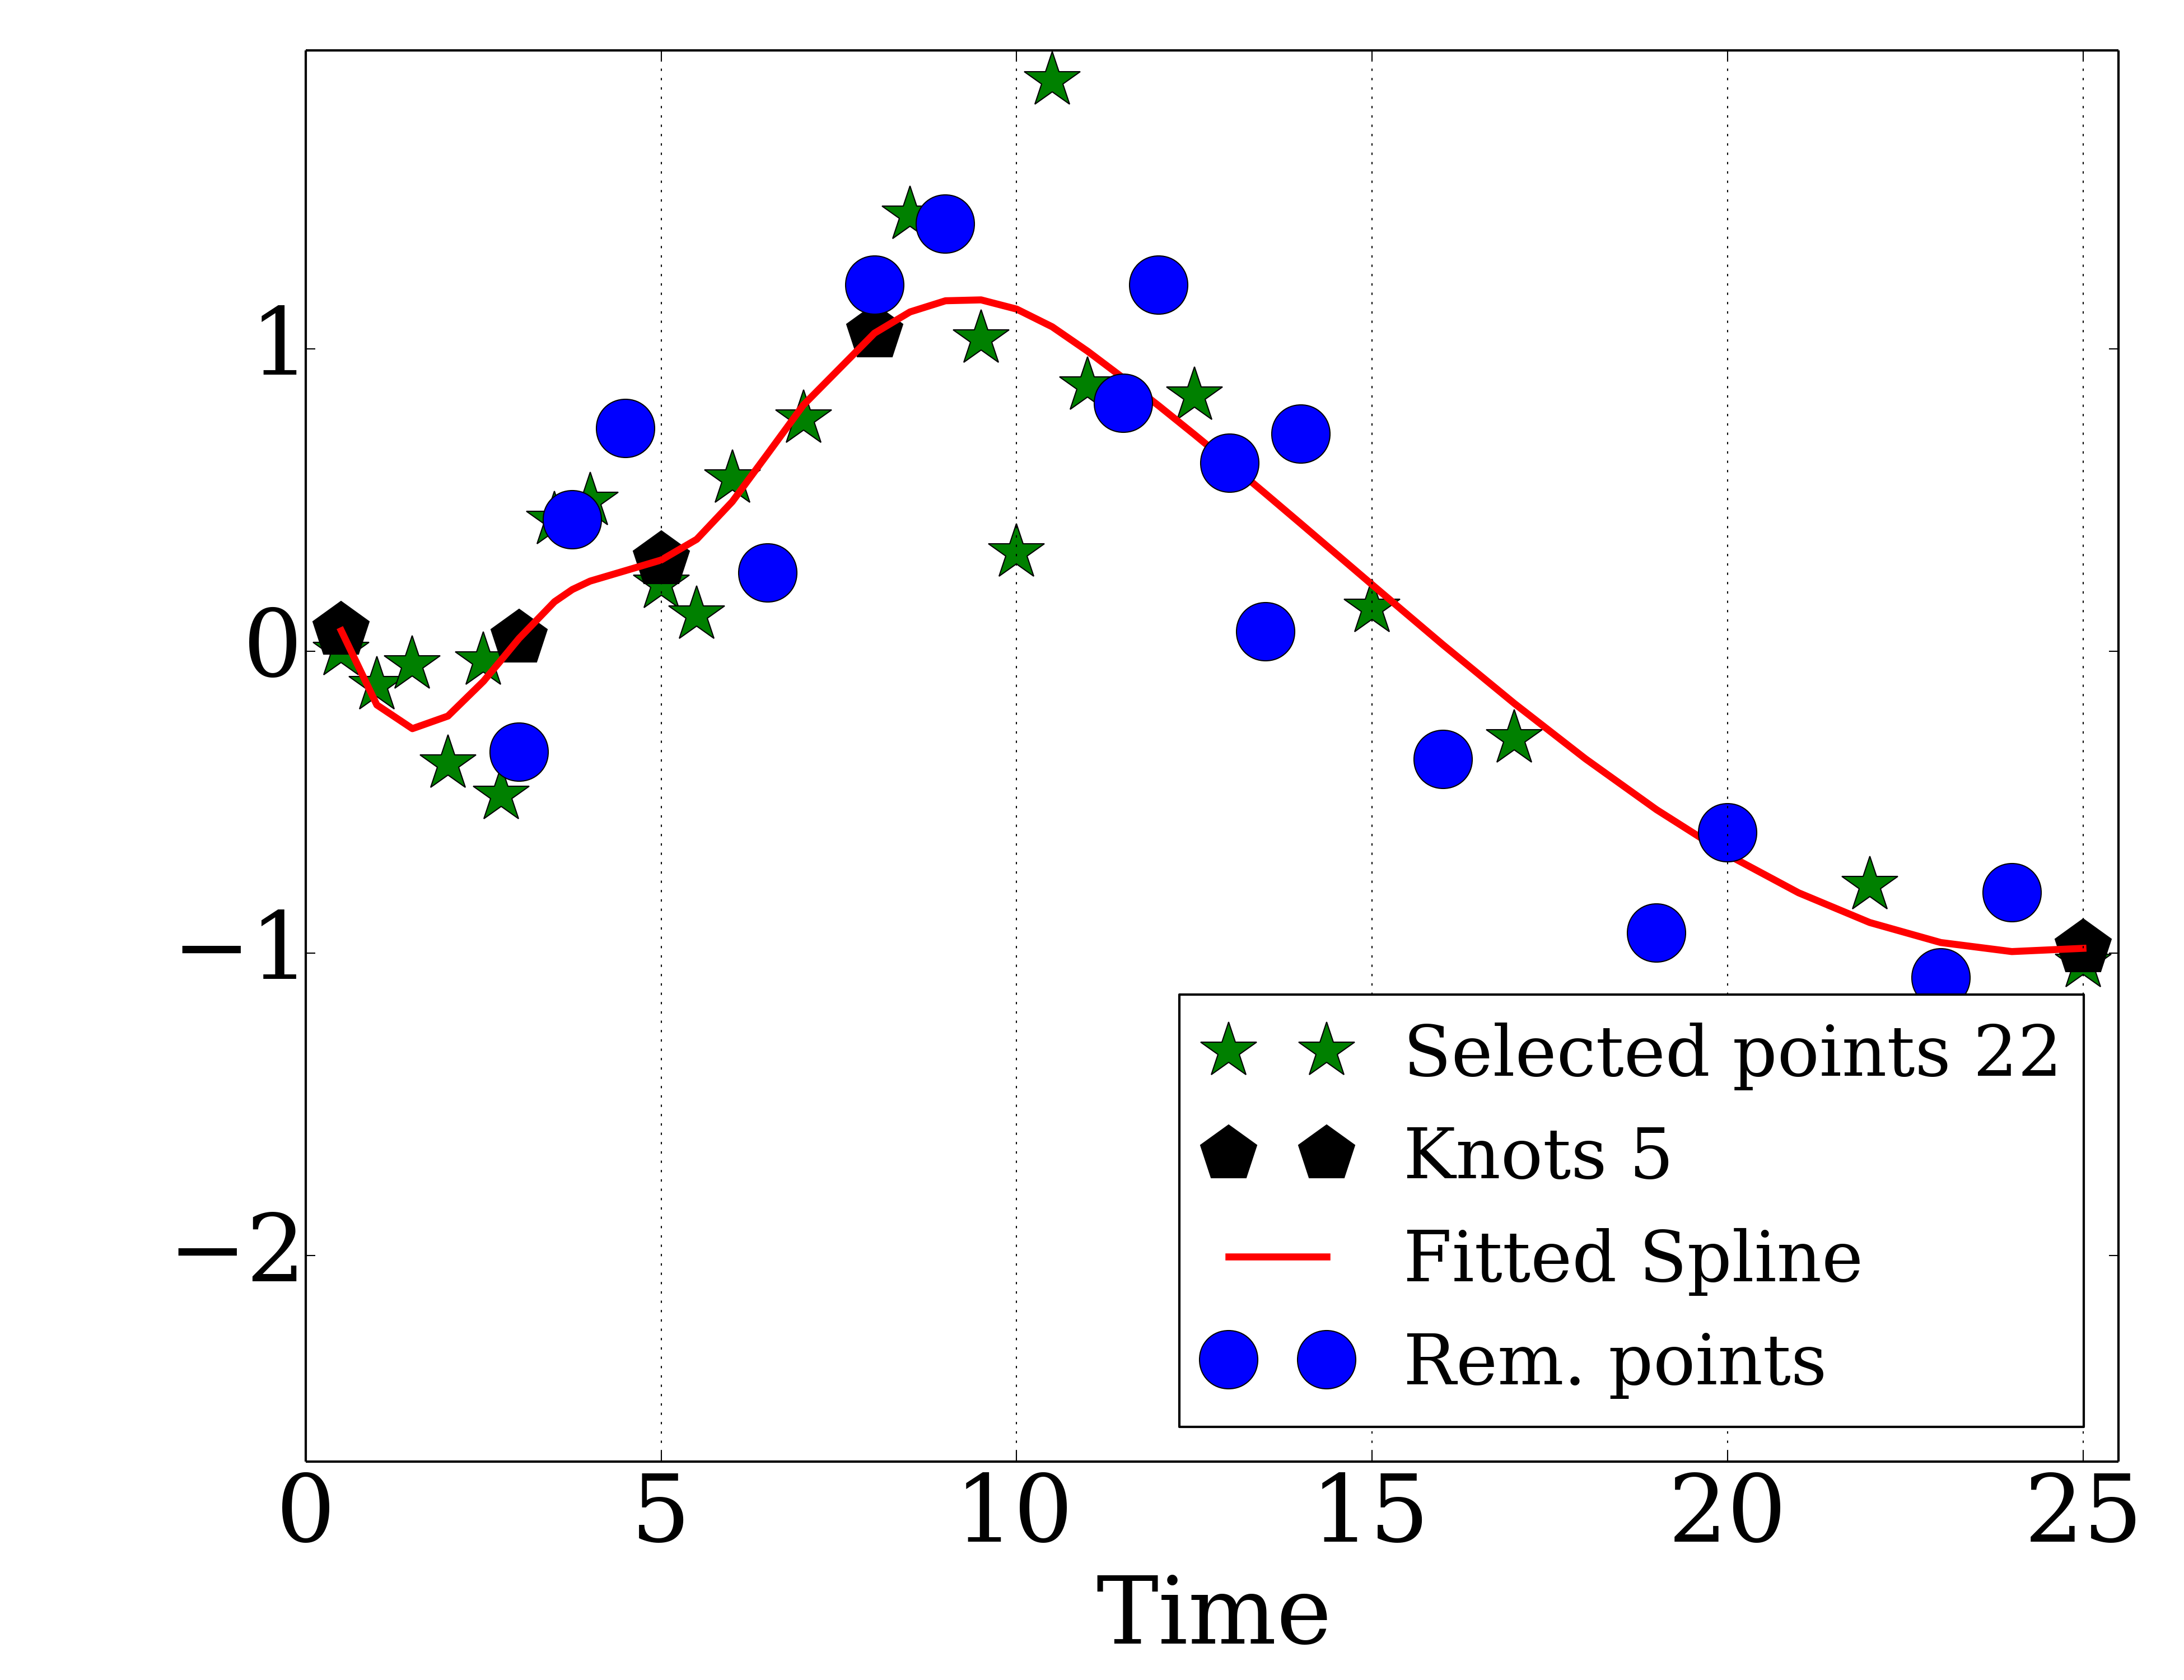 1
0
−1
−2
Selected points 22
Knots 5
Fitted Spline
Rem. points
0 5 10 15 20 25
Time